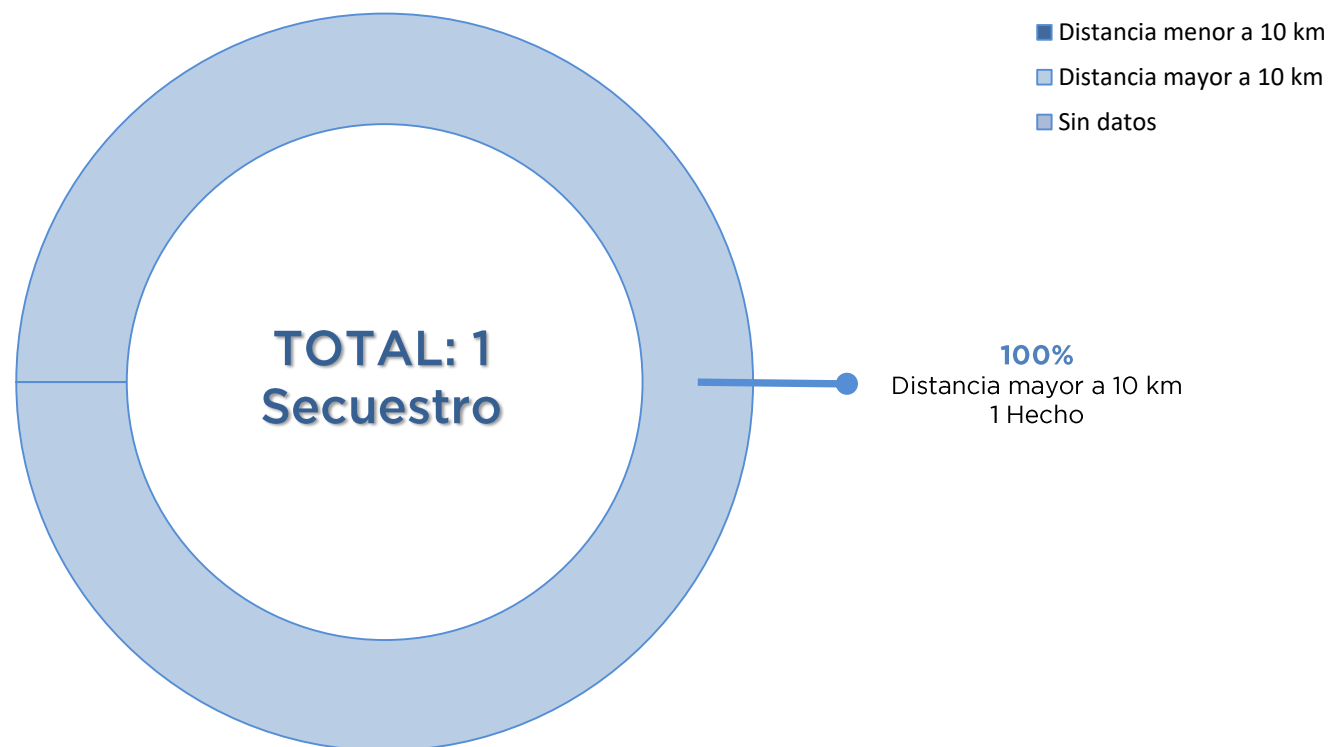 Distancia menor a 10 km
Distancia mayor a 10 km
Sin datos
TOTAL: 1
Secuestro
100%
Distancia mayor a 10 km
1 Hecho